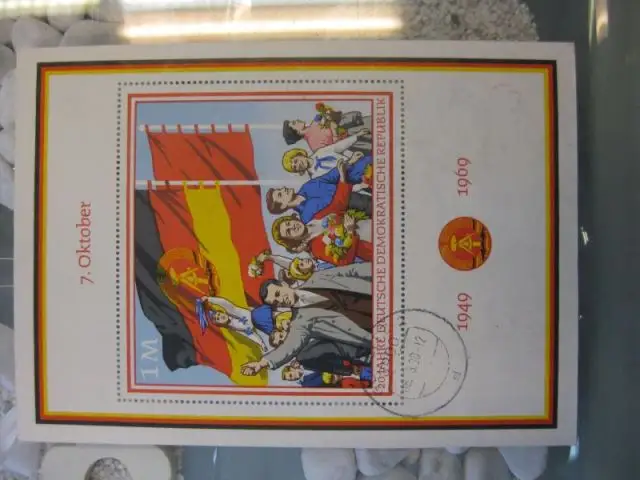 7. Oktober
1 M
20 JAHRE DEUTSCHE DEMOKRATISCHE REPUBLIK
1949 1969